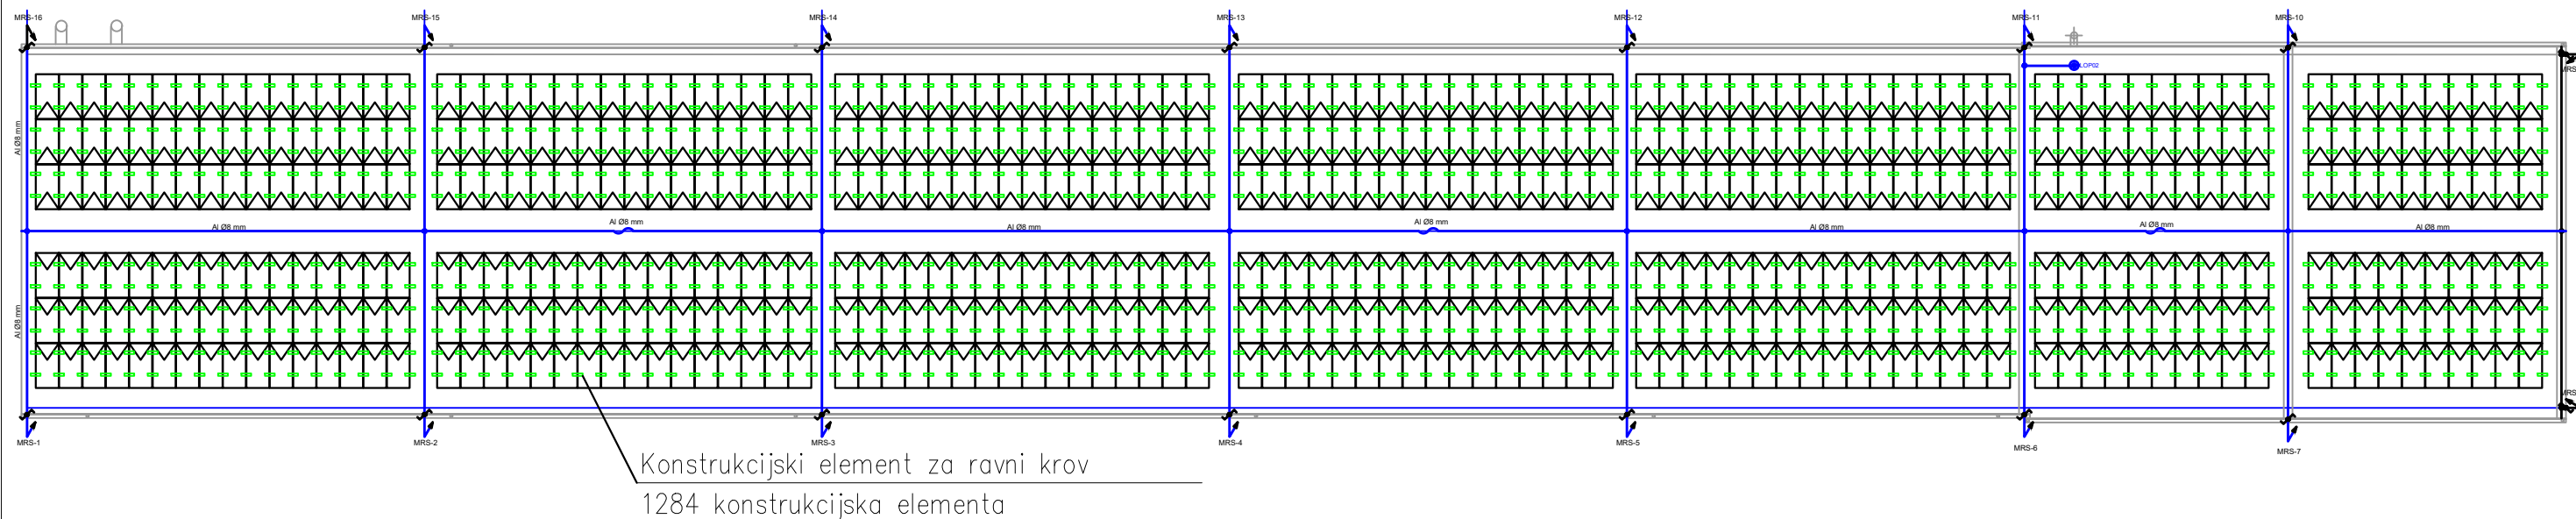 MRS-16
MRS-15
MRS-14
MRS-13
MRS-12
MRS-11
MRS-10
LOP02
MRS
Al Ø8 mm
Al Ø8 mm
Al Ø8 mm
Al Ø8 mm
Al Ø8 mm
Al Ø8 mm
Al Ø8 mm
Al Ø8 mm
Al Ø8 mm
MRS
MRS-1
MRS-2
MRS-3
MRS-4
MRS-5
MRS-6
MRS-7
Konstrukcijski element za ravni krov
1284 konstrukcijska elementa